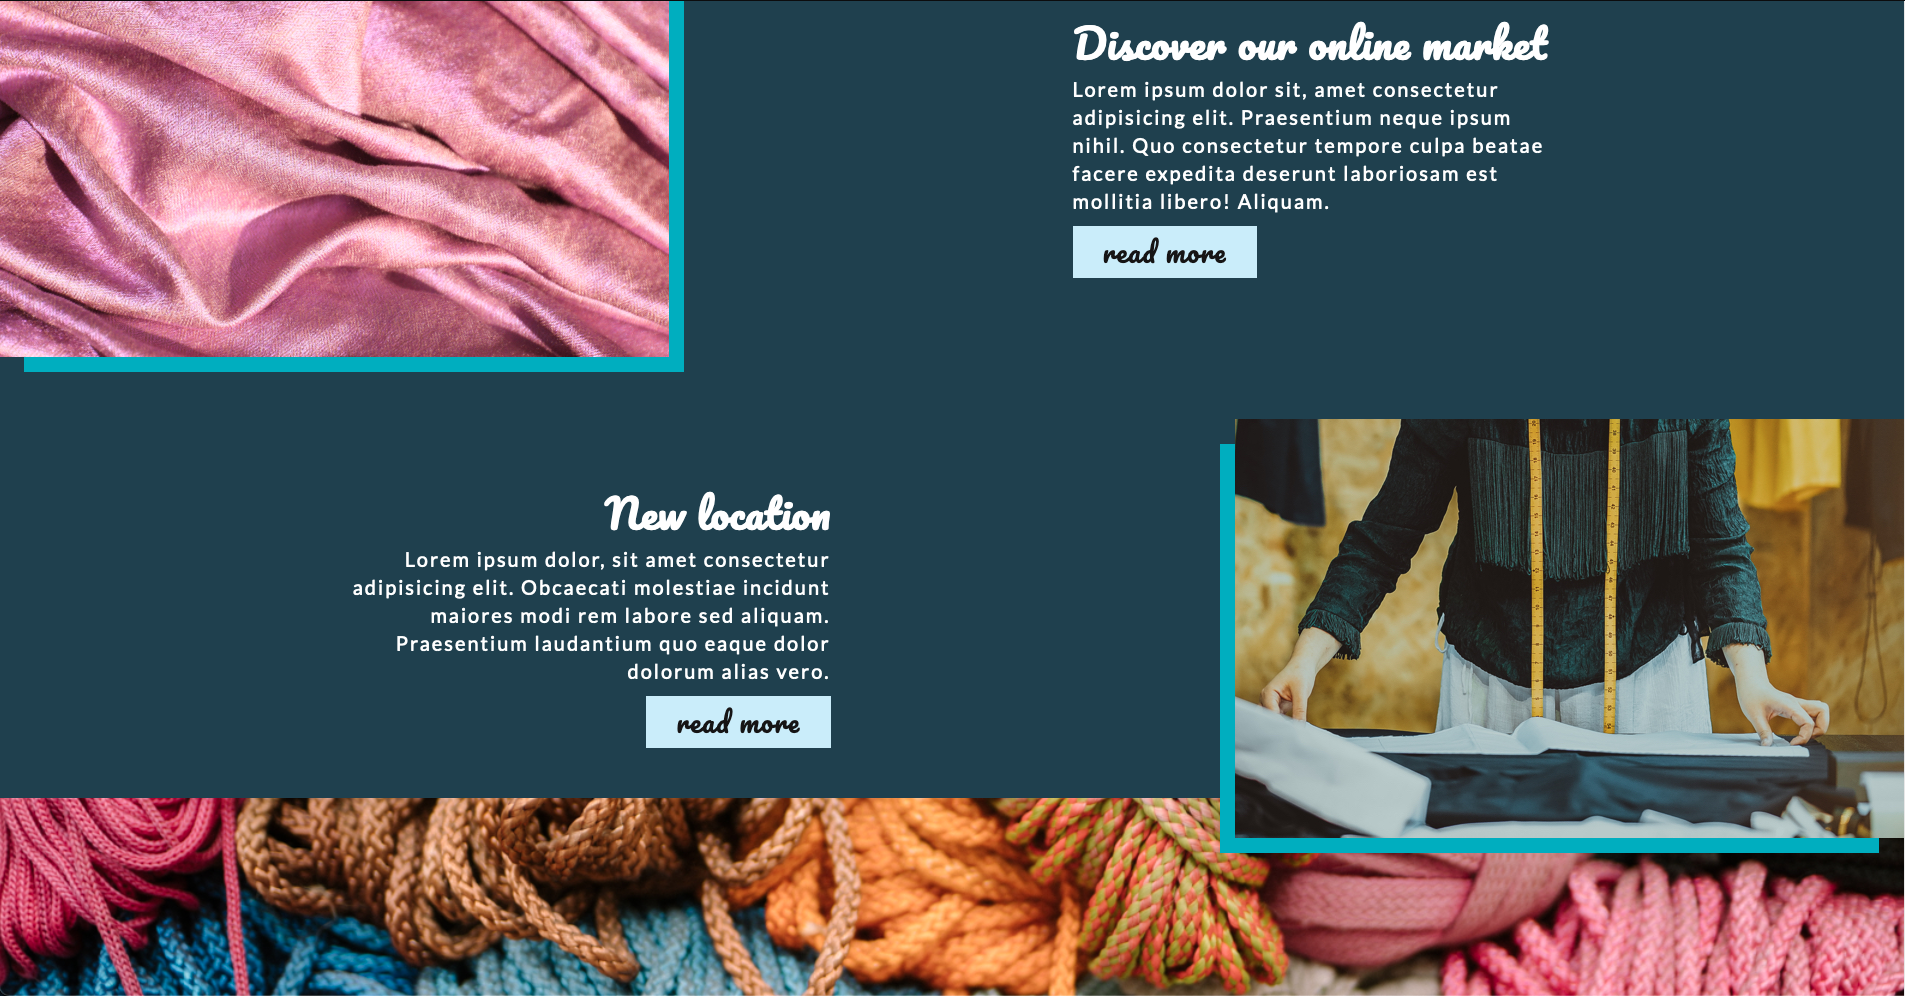 Discover our online market
Lorem ipsum dolor sit, amet consectetur
adipisicing elit. Praesentium neque ipsum
nihil. Quo consectetur tempore culpa beatae
facere expedita deserunt laboriosam est
mollitia libero! Aliquam.
read more
New location
Lorem ipsum dolor, sit amet consectetur
adipisicing elit. Obcaecati molestiae incidunt
maiores modi rem labore sed aliquam.
Praesentium laudantium quo eaque dolor
dolorum alias vero.
read more